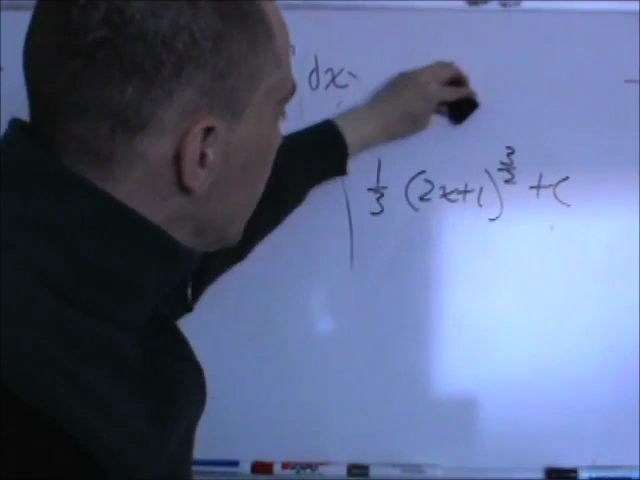 dx
1/3 (2x+1)^3/2 + C